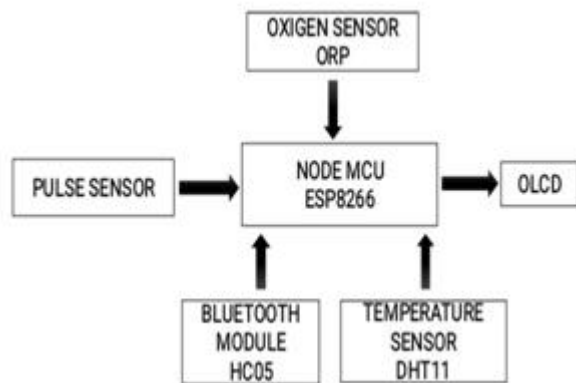 OXIGEN SENSOR
ORP
PULSE SENSOR
NODE MCU
ESP8266
OLCD
BLUETOOTH
MODULE
HC05
TEMPERATURE
SENSOR
DHT11